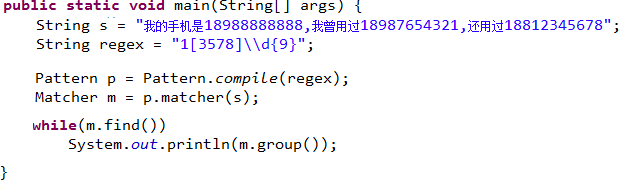 public static void main(String[] args) {
String s = "我的手机是18988888888,我曾用过18987654321,还用过18812345678";
String regex = "1[3578]\\d{9}";
Pattern p = Pattern.compile(regex);
Matcher m = p.matcher(s);
while(m.find())
System.out.println(m.group());
}